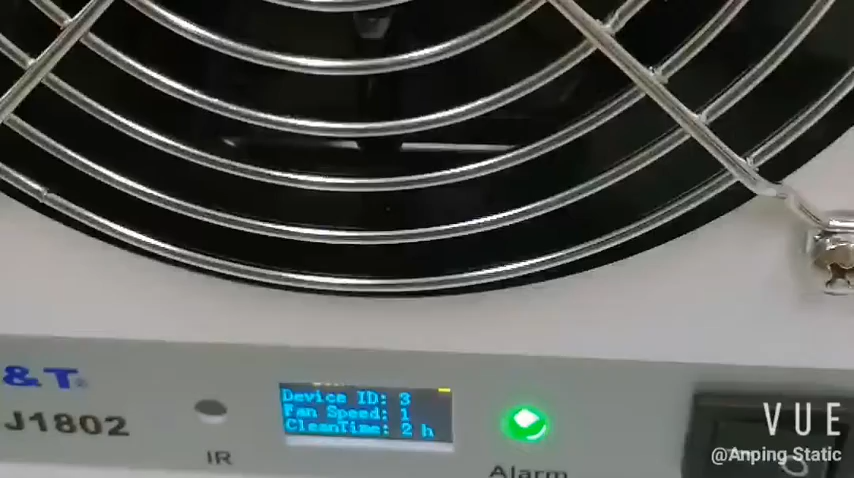 &T®
J1802
IR
Device ID: 3
Fan Speed: 1
CleanTime: 2 h
Alarm
VUE
@Anping Static